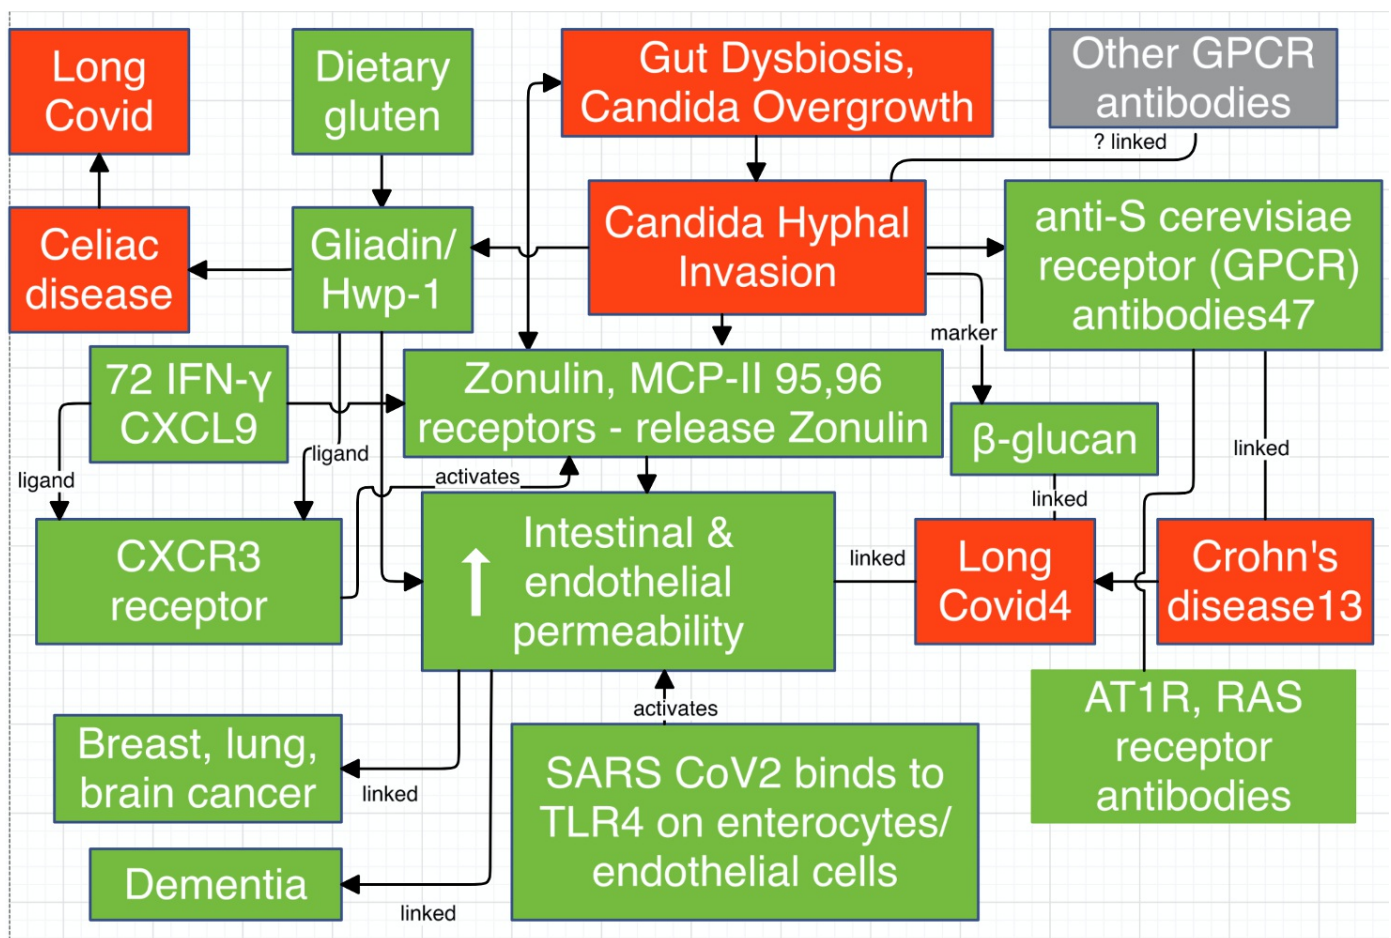 Long
Covid
Dietary
gluten
Gut Dysbiosis,
Candida Overgrowth
Other GPCR
antibodies
? linked
Celiac
disease
Gliadin/
Hwp-1
Candida Hyphal
Invasion
anti-S cerevisiae
receptor (GPCR)
antibodies47
marker
72 IFN-γ
CXCL9
Zonulin, MCP-II 95,96
receptors - release Zonulin
β-glucan
ligand
ligand
activates
linked
linked
CXCR3
receptor
Intestinal &
endothelial
permeability
linked
Long
Covid4
Crohn's
disease13
activates
Breast, lung,
brain cancer
linked
SARS CoV2 binds to
TLR4 on enterocytes/
endothelial cells
AT1R, RAS
receptor
antibodies
Dementia
linked